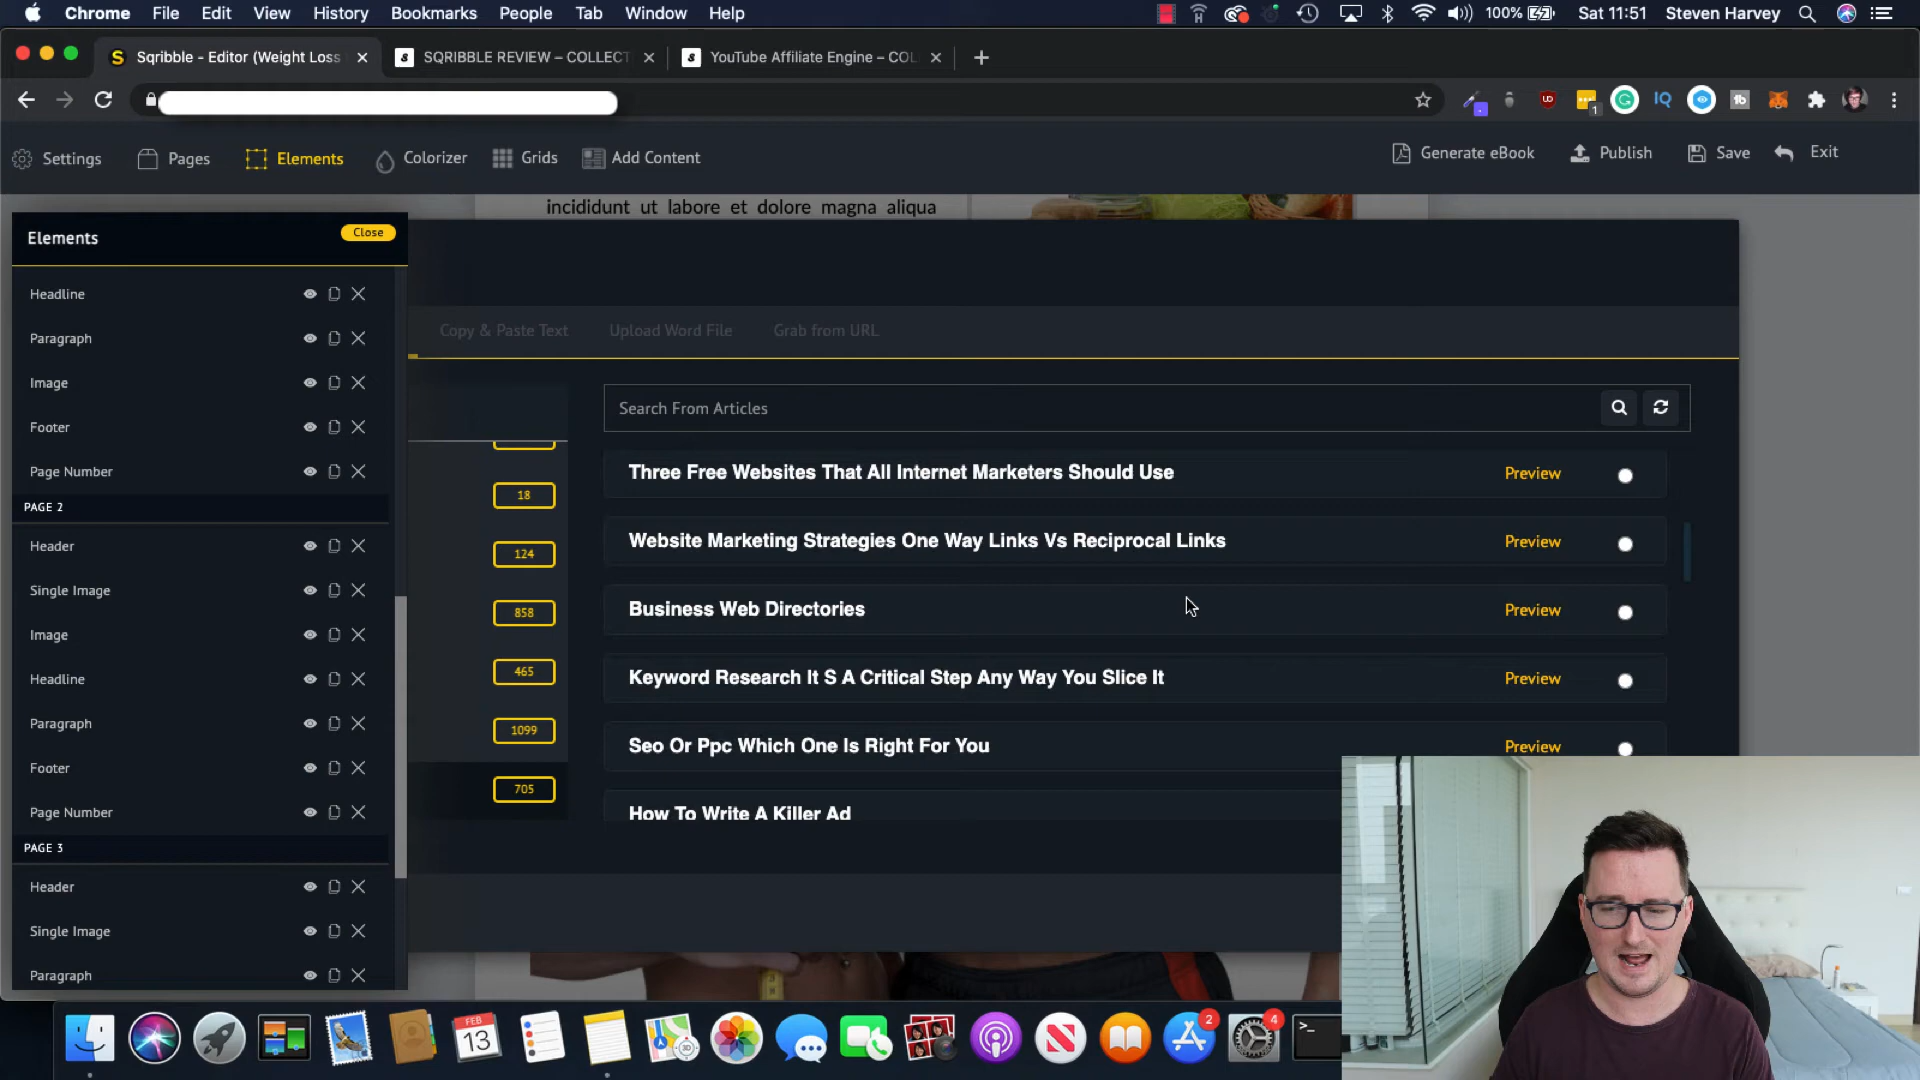 Chrome File Edit View History Bookmarks People Tab Window Help 100% Sat 11:51 Steven Harvey
Sqribble - Editor (Weight Loss
SQRIBBLE REVIEW – COLLECT
YouTube Affiliate Engine – COL
Settings Pages Elements Colorizer Grids Add Content Generate eBook Publish Save Exit
incididunt ut labore et dolore magna aliqua
Elements Close
Headline
Paragraph
Image
Footer
Page Number
PAGE 2
Header
Single Image
Image
Headline
Paragraph
Footer
Page Number
PAGE 3
Header
Single Image
Paragraph
Copy & Paste Text Upload Word File Grab from URL
18
124
858
465
1099
705
Search From Articles
Three Free Websites That All Internet Marketers Should Use Preview
Website Marketing Strategies One Way Links Vs Reciprocal Links Preview
Business Web Directories Preview
Keyword Research It S A Critical Step Any Way You Slice It Preview
Seo Or Ppc Which One Is Right For You Preview
How To Write A Killer Ad
FEB
13
2
4